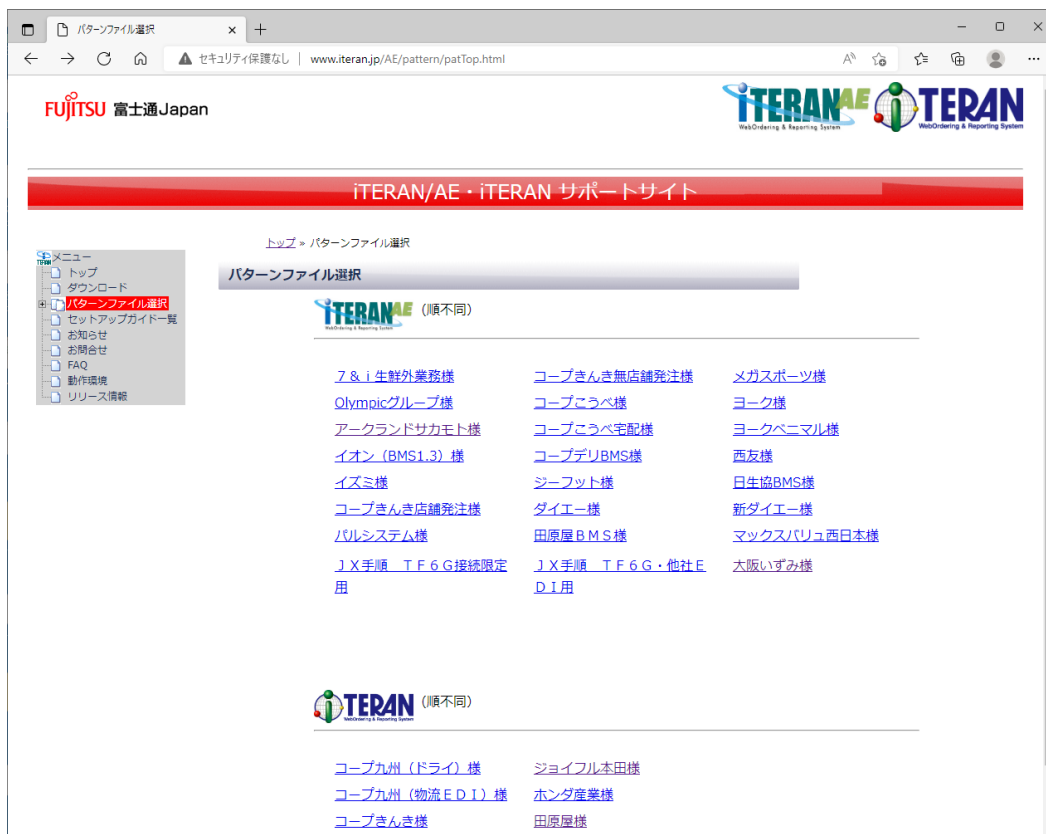 パターンファイル選択
セキュリティ保護なし | www.iteran.jp/AE/pattern/patTop.html
FUJITSU 富士通Japan
iTERANAE
WebOrdering & Reporting System
iTERAN
WebOrdering & Reporting System
iTERAN/AE・iTERAN サポートサイト
トップ » パターンファイル選択
メニュー
トップ
ダウンロード
パターンファイル選択
セットアップガイド一覧
お知らせ
お問合せ
FAQ
動作環境
リリース情報
パターンファイル選択
iTERANAE (順不同)
WebOrdering & Reporting System
７＆ｉ生鮮外業務様 コープきんき無店舗発注様 メガスポーツ様
Olympicグループ様 コープこうべ様 ヨーク様
アークランドサカモト様 コープこうべ宅配様 ヨークベニマル様
イオン（BMS1.3）様 コープデリBMS様 西友様
イズミ様 ジーフット様 日生協BMS様
コープきんき店舗発注様 ダイエー様 新ダイエー様
パルシステム様 田原屋ＢＭＳ様 マックスバリュ西日本様
ＪＸ手順　ＴＦ６Ｇ接続限定 ＪＸ手順　ＴＦ６Ｇ・他社Ｅ 大阪いずみ様
用 ＤＩ用
iTERAN (順不同)
WebOrdering & Reporting System
コープ九州（ドライ）様 ジョイフル本田様
コープ九州（物流ＥＤＩ）様 ホンダ産業様
コープきんき様 田原屋様